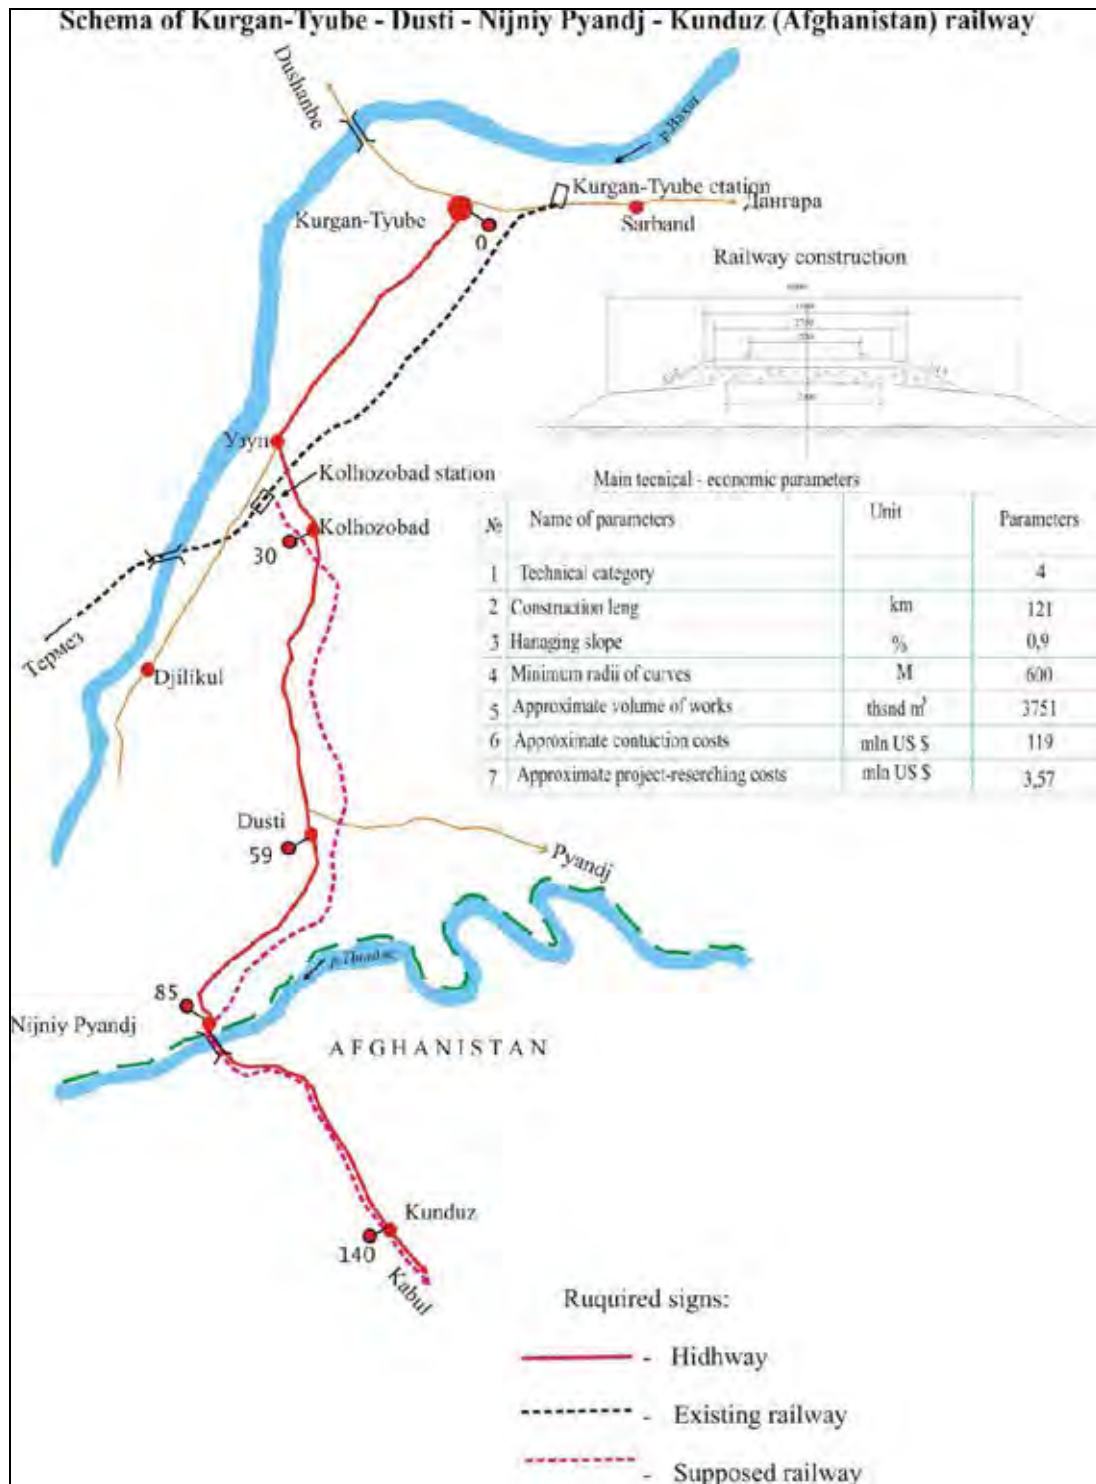 Schema of Kurgan-Tyube - Dusti - Nijniy Pyandj - Kunduz (Afghanistan) railway
Dushanbe
р.Вахш
Kurgan-Tyube ctation
Дангара
Kurgan-Tyube
0
Sarband
Railway construction
Узун
Kolhozobad station
Kolhozobad
30
Термез
Djilikul
Main tecnical - economic parameters
№ Name of parameters Unit Parameters
1 Technical category 4
2 Construction leng km 121
3 Hanaging slope % 0,9
4 Minimum radii of curves M 600
5 Approximate volume of works thsnd m³ 3751
6 Approximate contuction costs mln US $ 119
7 Approximate project-reserching costs mln US $ 3,57
Dusti
59
Pyandj
85
Nijniy Pyandj
AFGHANISTAN
Kunduz
140
Kabul
Ruquired signs:
- Hidhway
- Existing railway
- Supposed railway